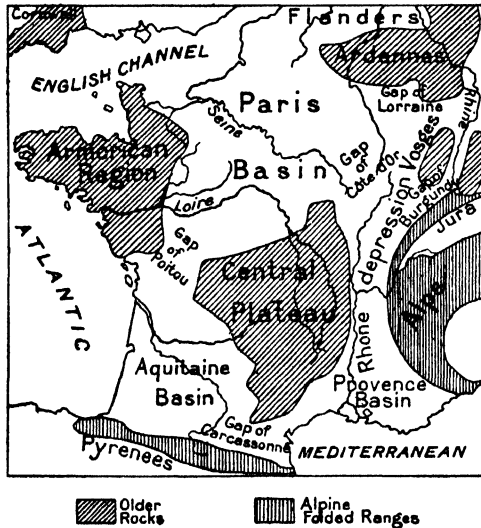 Cornwall
Flanders
Ardennes
ENGLISH CHANNEL
Gap of
Lorraine
Rhine
Paris
Seine
Basin
Armorican
Region
Gap
of
Côte d'Or
Vosges
Gap of
Burgundy
Jura
Loire
depression
Gap
of
Poitou
ATLANTIC
Central
Plateau
Alps
Rhone
Aquitaine
Basin
Provence
Basin
Gap of
Carcassonne
Pyrenees
MEDITERRANEAN
Older
Rocks
Alpine
Folded Ranges